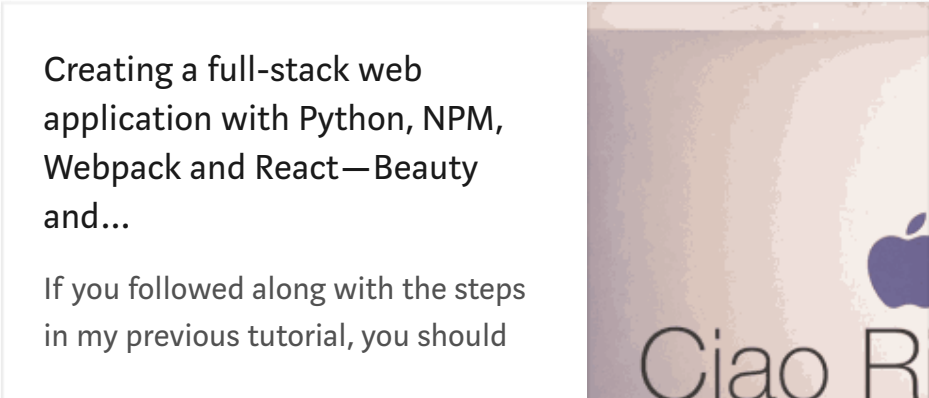 Creating a full-stack web
application with Python, NPM,
Webpack and React—Beauty
and...
If you followed along with the steps
in my previous tutorial, you should
Ciao